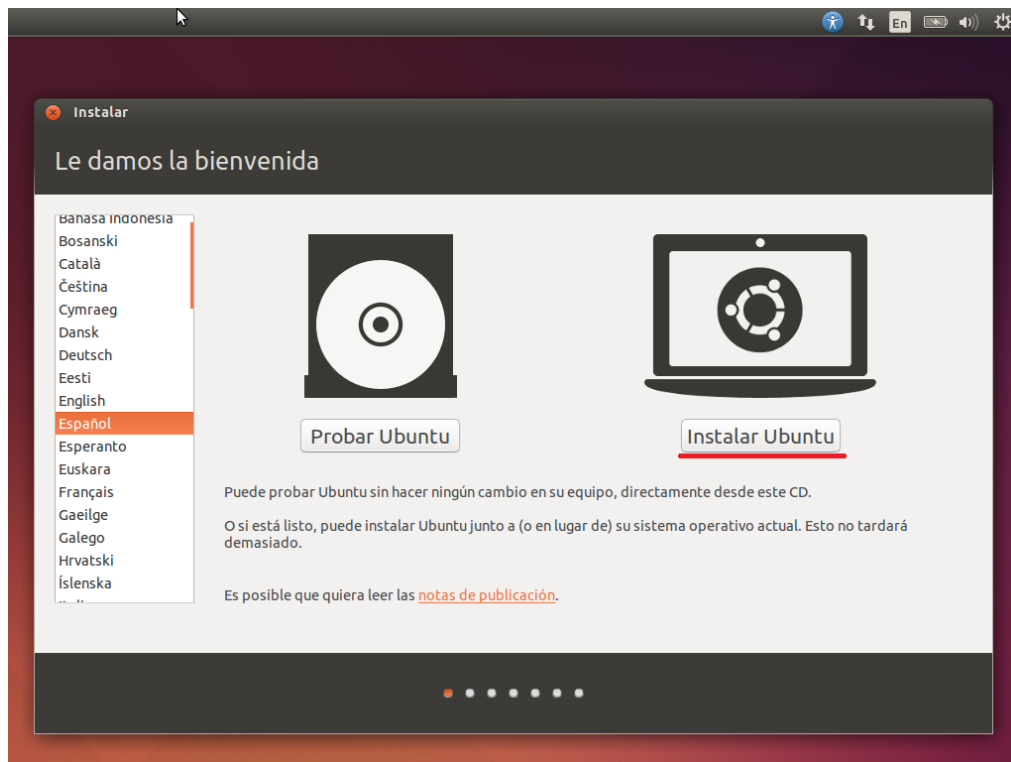 En
Instalar
Le damos la bienvenida
Bahasa Indonesia
Bosanski
Català
Čeština
Cymraeg
Dansk
Deutsch
Eesti
English
Español
Esperanto
Euskara
Français
Gaeilge
Galego
Hrvatski
Íslenska
Probar Ubuntu
Instalar Ubuntu
Puede probar Ubuntu sin hacer ningún cambio en su equipo, directamente desde este CD.
O si está listo, puede instalar Ubuntu junto a (o en lugar de) su sistema operativo actual. Esto no tardará
demasiado.
Es posible que quiera leer las notas de publicación.